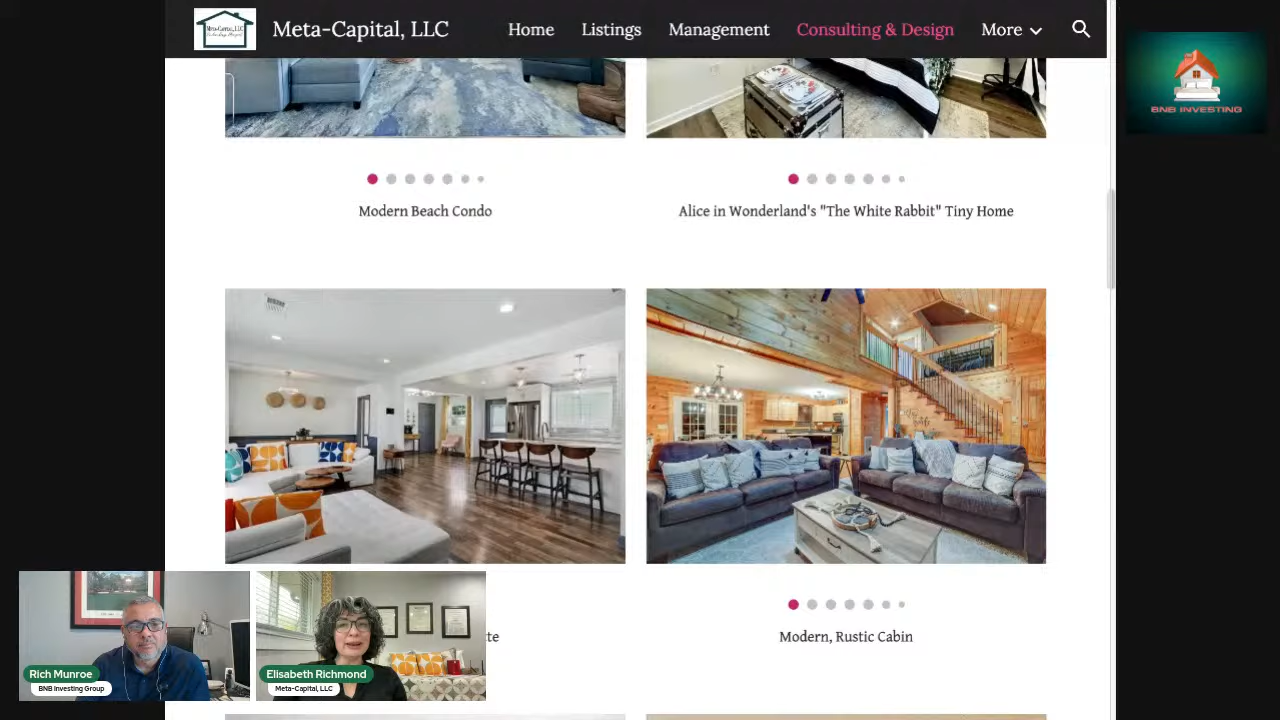 Meta-Capital, LLC
Home Listings Management Consulting & Design More
BNB INVESTING
Modern Beach Condo
Alice in Wonderland's "The White Rabbit" Tiny Home
Modern, Rustic Cabin
Rich Munroe
BNB Investing Group
Elisabeth Richmond
Meta-Capital, LLC